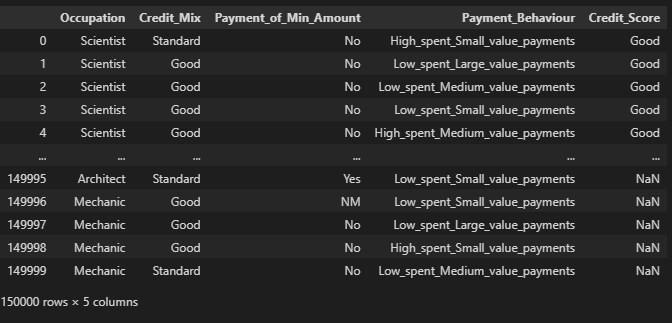 Occupation Credit_Mix Payment_of_Min_Amount Payment_Behaviour Credit_Score
0 Scientist Standard No High_spent_Small_value_payments Good
1 Scientist Good No Low_spent_Large_value_payments Good
2 Scientist Good No Low_spent_Medium_value_payments Good
3 Scientist Good No Low_spent_Small_value_payments Good
4 Scientist Good No High_spent_Medium_value_payments Good
... ... ... ... ... ...
149995 Architect Standard Yes Low_spent_Small_value_payments NaN
149996 Mechanic Good NM Low_spent_Small_value_payments NaN
149997 Mechanic Good No Low_spent_Large_value_payments NaN
149998 Mechanic Good No High_spent_Small_value_payments NaN
149999 Mechanic Standard No Low_spent_Medium_value_payments NaN
150000 rows × 5 columns